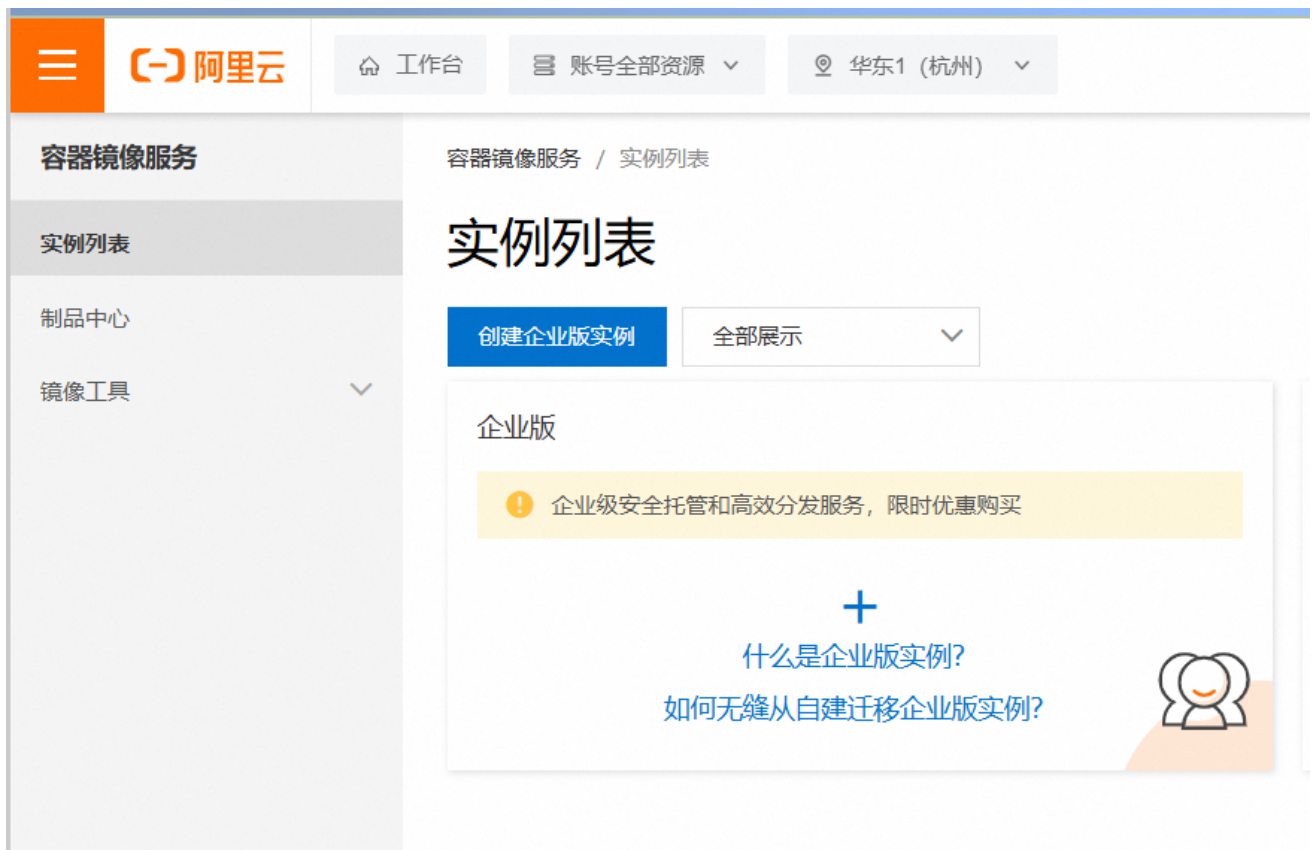 阿里云 工作台 账号全部资源 华东1 (杭州)
容器镜像服务
容器镜像服务 / 实例列表
实例列表
实例列表
制品中心
创建企业版实例 全部展示
镜像工具
企业版
企业级安全托管和高效分发服务，限时优惠购买
什么是企业版实例?
如何无缝从自建迁移企业版实例?